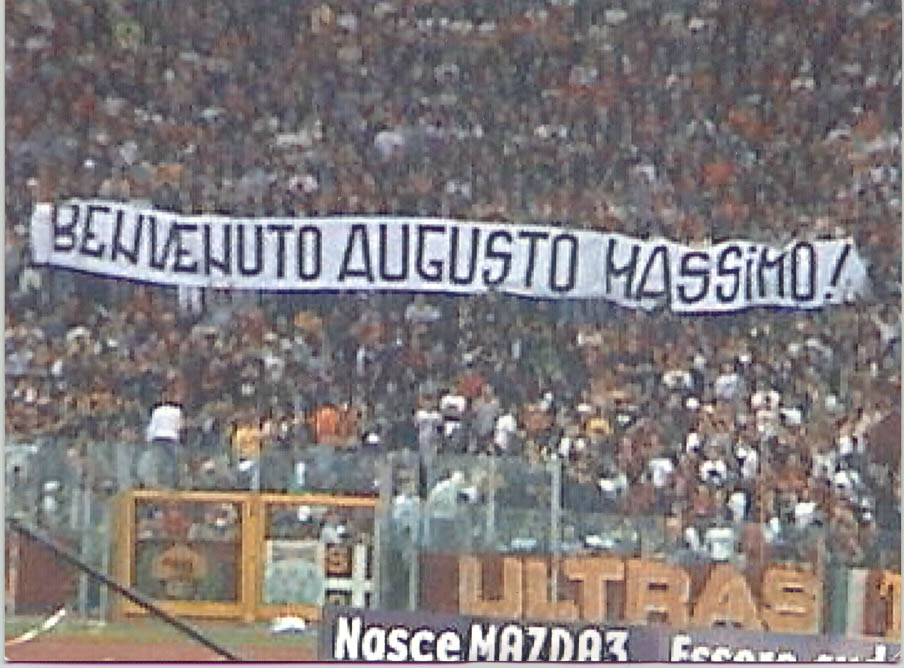 BENVENUTO AUGUSTO MASSiMO!
ULTRAS
Nasce MAZDA3